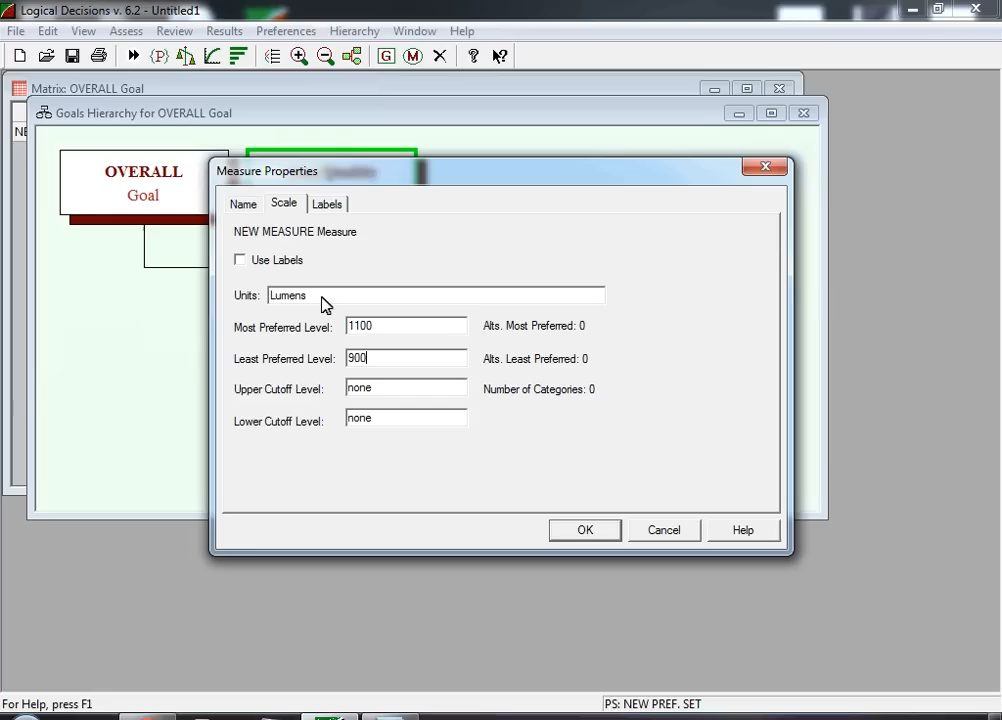 Logical Decisions v. 6.2 - Untitled1
File Edit View Assess Review Results Preferences Hierarchy Window Help
{P} G M ? ?
Matrix: OVERALL Goal
NE
Goals Hierarchy for OVERALL Goal
OVERALL
Goal
Measure Properties
Name Scale Labels
NEW MEASURE Measure
Use Labels
Units: Lumens
Most Preferred Level: 1100 Alts. Most Preferred: 0
Least Preferred Level: 900 Alts. Least Preferred: 0
Upper Cutoff Level: none Number of Categories: 0
Lower Cutoff Level: none
OK Cancel Help
For Help, press F1 PS: NEW PREF. SET